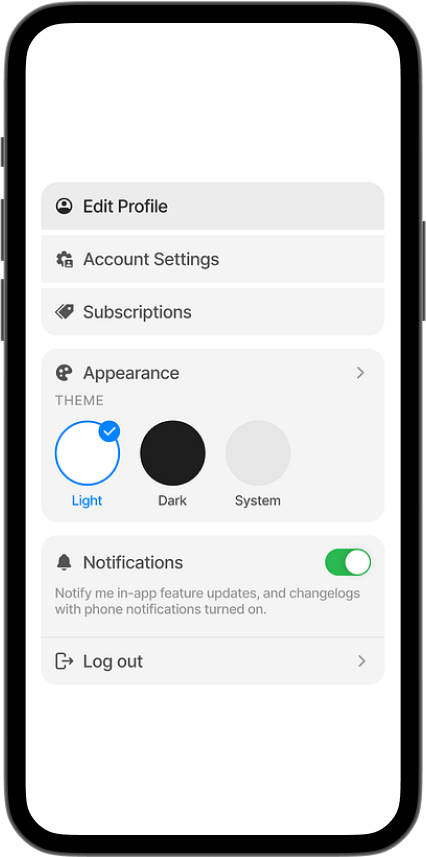 Edit Profile
Account Settings
Subscriptions
Appearance
THEME
Light
Dark
System
Notifications
Notify me in-app feature updates, and changelogs
with phone notifications turned on.
Log out